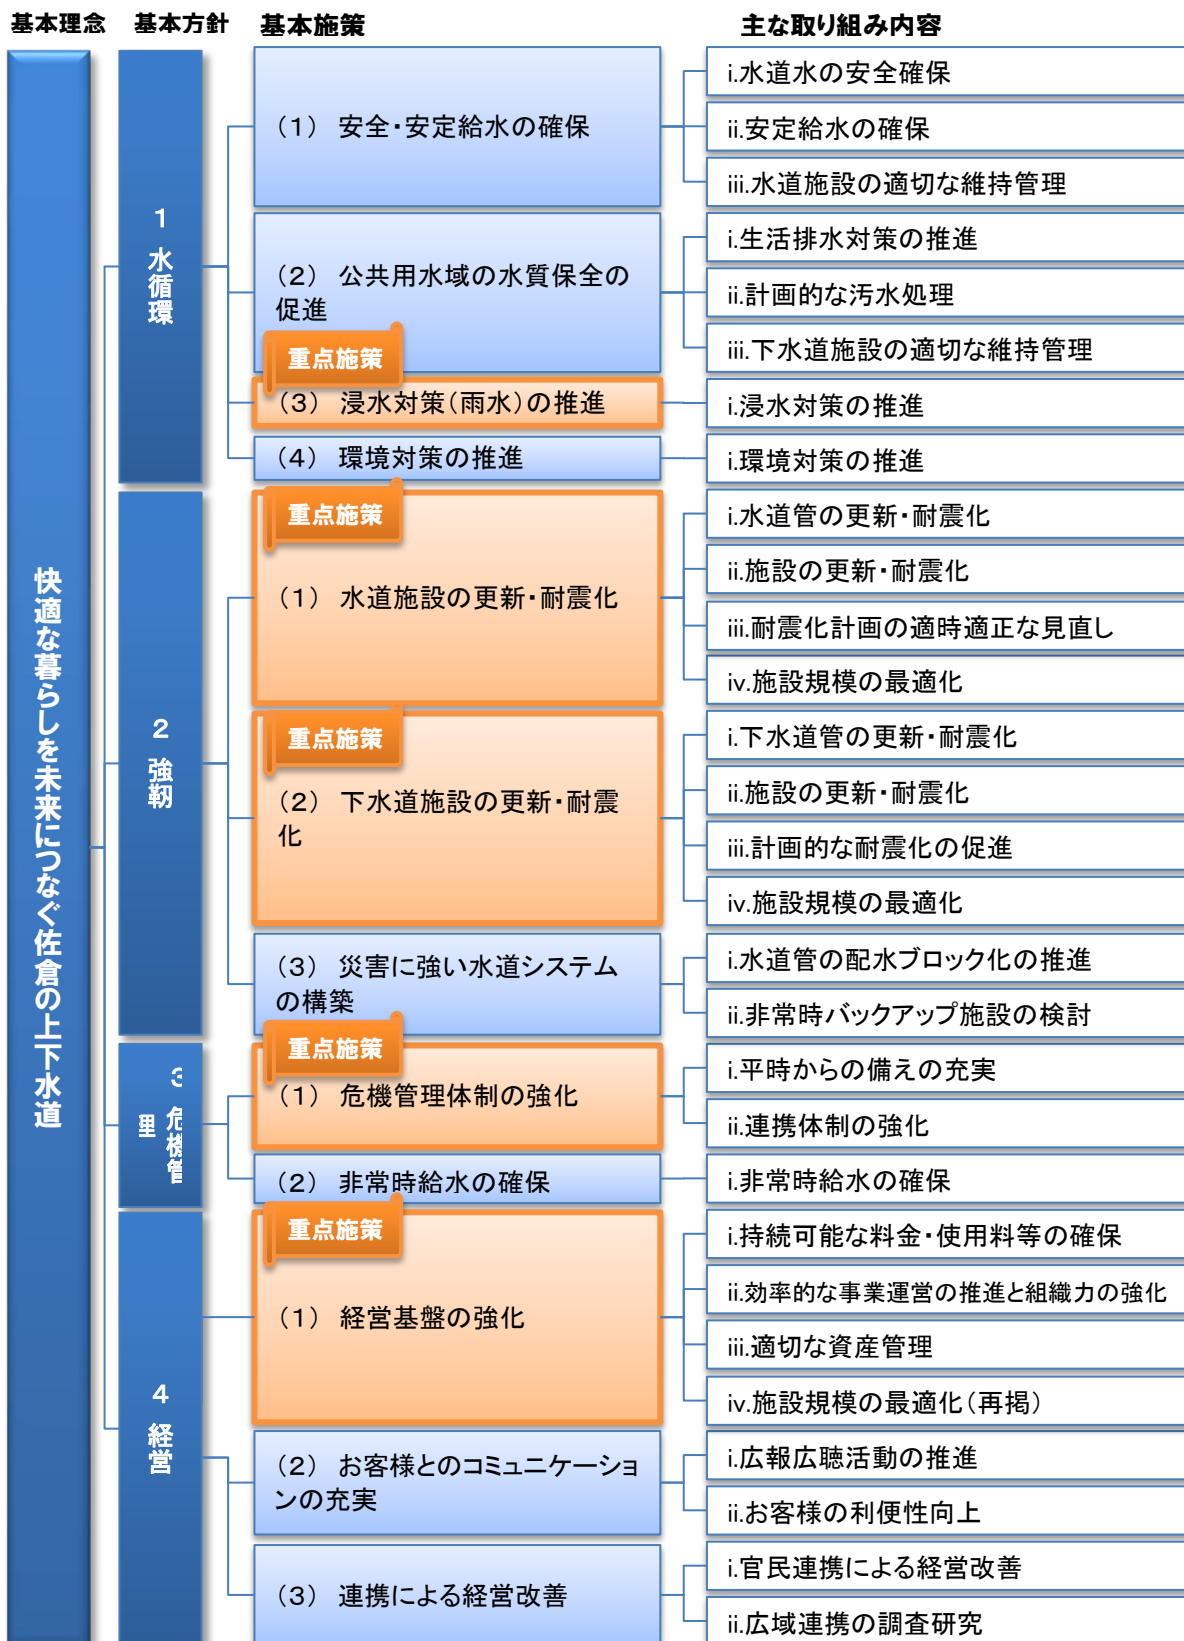 基本理念 基本方針 基本施策 主な取り組み内容
快適な暮らしを未来につなぐ佐倉の上下水道
1 水循環
(1) 安全・安定給水の確保
i.水道水の安全確保
ii.安定給水の確保
iii.水道施設の適切な維持管理
(2) 公共用水域の水質保全の
促進
i.生活排水対策の推進
ii.計画的な汚水処理
iii.下水道施設の適切な維持管理
重点施策
(3) 浸水対策(雨水)の推進
i.浸水対策の推進
(4) 環境対策の推進
i.環境対策の推進
2 強靭
重点施策
(1) 水道施設の更新・耐震化
i.水道管の更新・耐震化
ii.施設の更新・耐震化
iii.耐震化計画の適時適正な見直し
iv.施設規模の最適化
重点施策
(2) 下水道施設の更新・耐震
化
i.下水道管の更新・耐震化
ii.施設の更新・耐震化
iii.計画的な耐震化の促進
iv.施設規模の最適化
(3) 災害に強い水道システム
の構築
i.水道管の配水ブロック化の推進
ii.非常時バックアップ施設の検討
3 危機管
理
重点施策
(1) 危機管理体制の強化
i.平時からの備えの充実
ii.連携体制の強化
(2) 非常時給水の確保
i.非常時給水の確保
4 経営
重点施策
(1) 経営基盤の強化
i.持続可能な料金・使用料等の確保
ii.効率的な事業運営の推進と組織力の強化
iii.適切な資産管理
iv.施設規模の最適化(再掲)
(2) お客様とのコミュニケーショ
ンの充実
i.広報広聴活動の推進
ii.お客様の利便性向上
(3) 連携による経営改善
i.官民連携による経営改善
ii.広域連携の調査研究